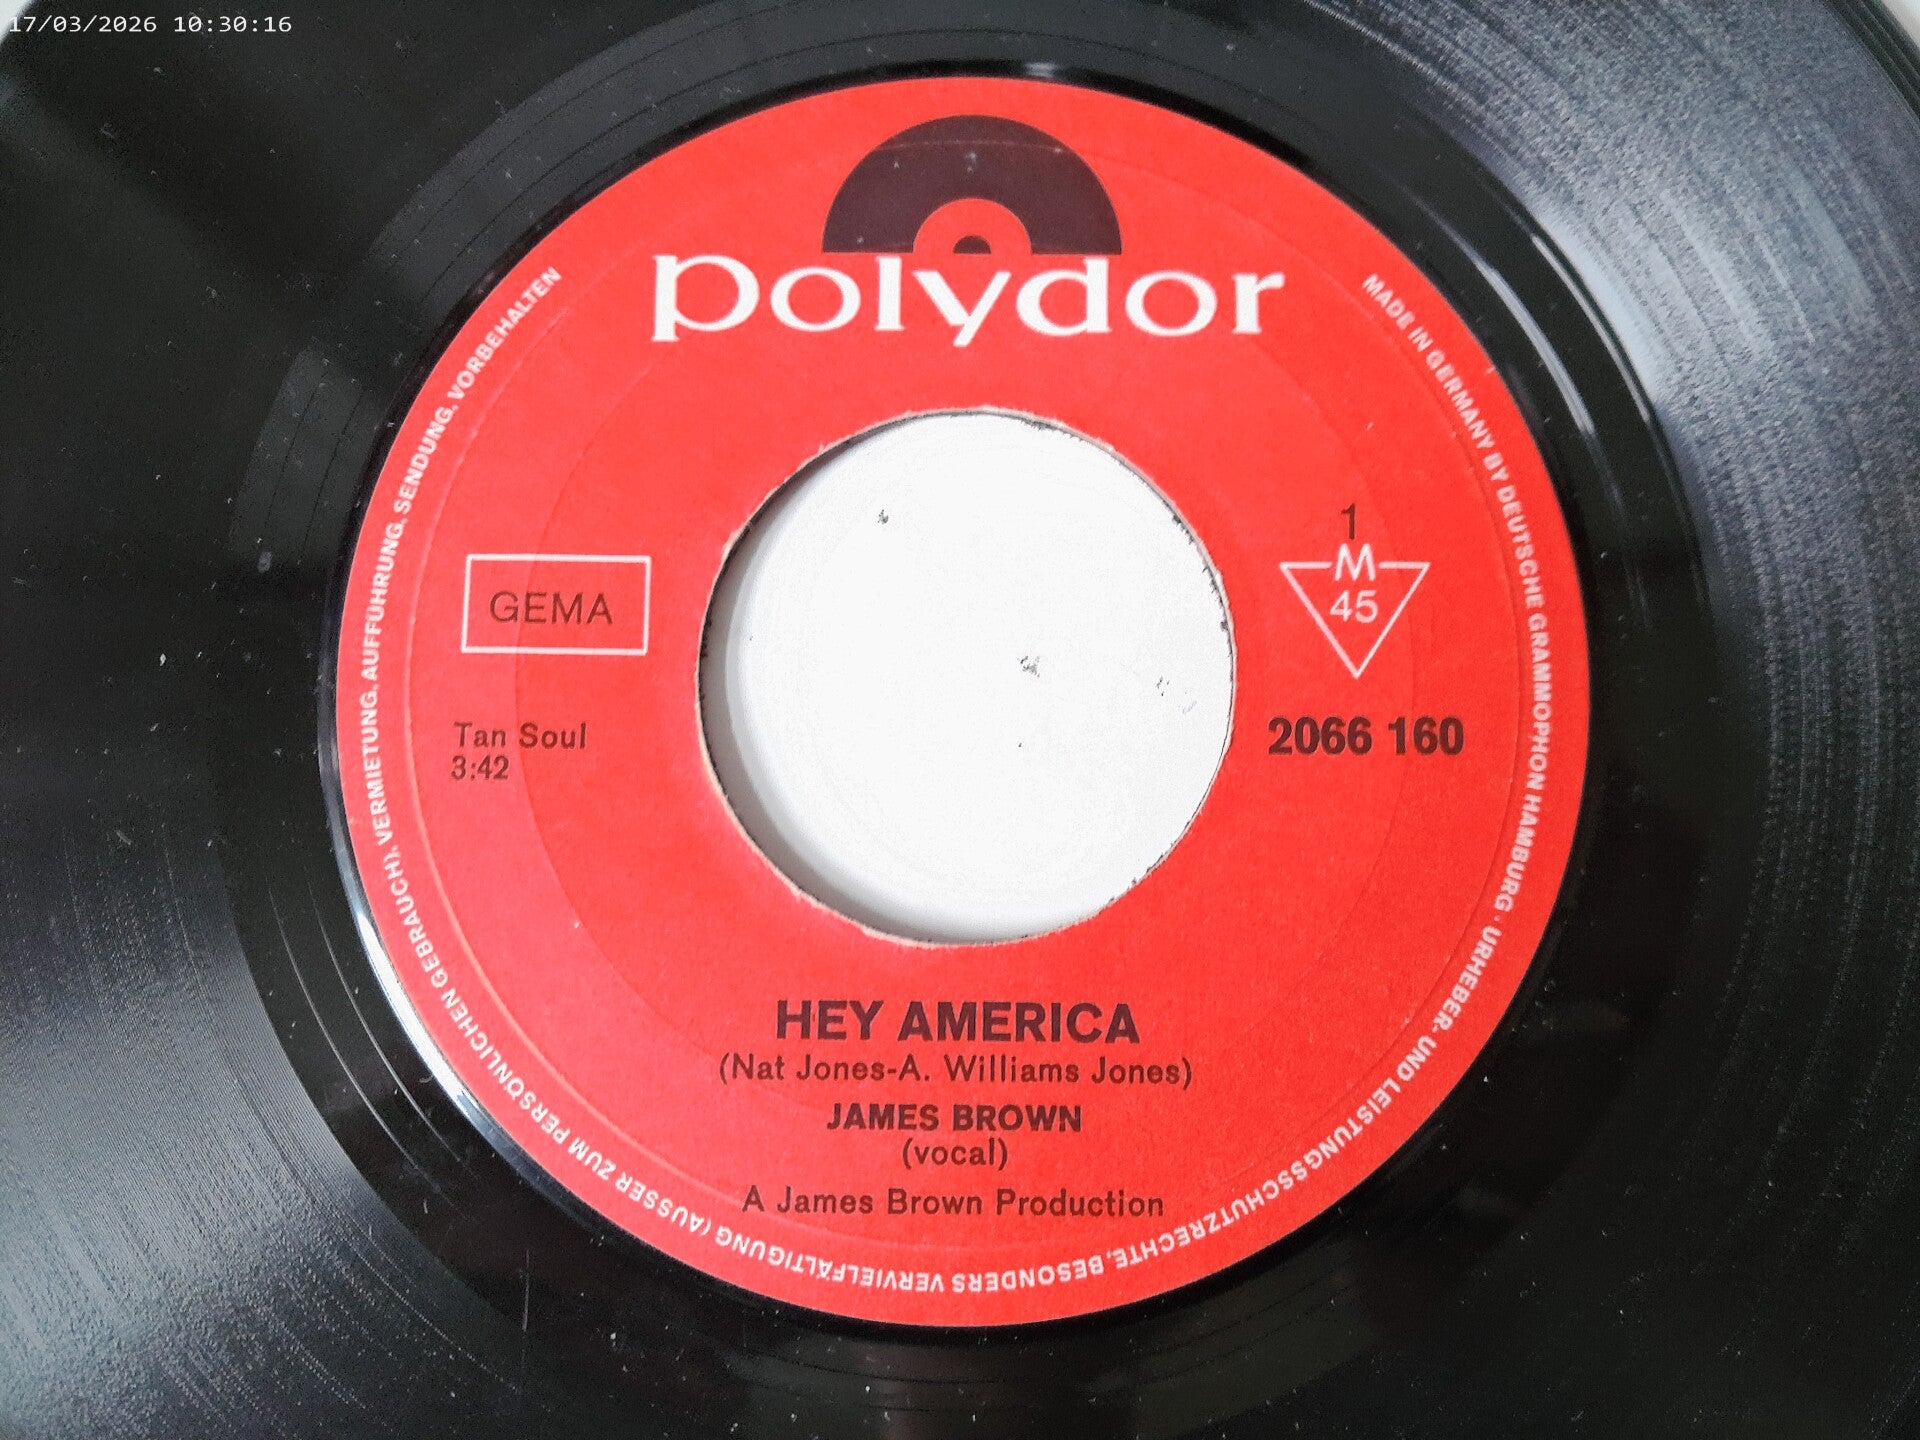 17/03/2026 10:30:16
polydor
MADE IN GERMANY BY DEUTSCHE GRAMMOPHON HAMBURG · URHEBER- UND LEISTUNGSSCHUTZRECHTE, BESONDERS VERVIELFÄLTIGUNG (AUSSER ZUM PERSÖNLICHEN GEBRAUCH), VERMIETUNG, AUFFÜHRUNG, SENDUNG, VORBEHALTEN
GEMA
1
M
45
Tan Soul
3:42
2066 160
HEY AMERICA
(Nat Jones-A. Williams Jones)
JAMES BROWN
(vocal)
A James Brown Production